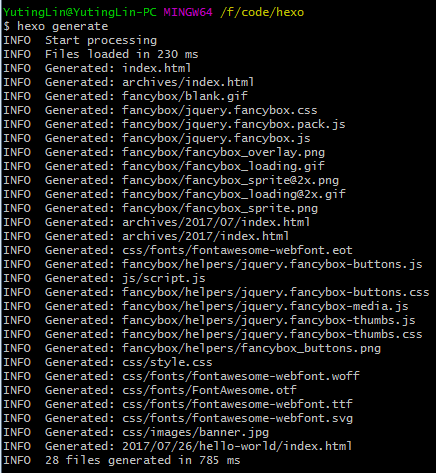 YutingLin@YutingLin-PC MINGW64 /f/code/hexo
$ hexo generate
INFO  Start processing
INFO  Files loaded in 230 ms
INFO  Generated: index.html
INFO  Generated: archives/index.html
INFO  Generated: fancybox/blank.gif
INFO  Generated: fancybox/jquery.fancybox.css
INFO  Generated: fancybox/jquery.fancybox.pack.js
INFO  Generated: fancybox/jquery.fancybox.js
INFO  Generated: fancybox/fancybox_overlay.png
INFO  Generated: fancybox/fancybox_loading.gif
INFO  Generated: fancybox/fancybox_sprite@2x.png
INFO  Generated: fancybox/fancybox_loading@2x.gif
INFO  Generated: fancybox/fancybox_sprite.png
INFO  Generated: archives/2017/07/index.html
INFO  Generated: archives/2017/index.html
INFO  Generated: css/fonts/fontawesome-webfont.eot
INFO  Generated: fancybox/helpers/jquery.fancybox-buttons.js
INFO  Generated: js/script.js
INFO  Generated: fancybox/helpers/jquery.fancybox-buttons.css
INFO  Generated: fancybox/helpers/jquery.fancybox-media.js
INFO  Generated: fancybox/helpers/jquery.fancybox-thumbs.js
INFO  Generated: fancybox/helpers/jquery.fancybox-thumbs.css
INFO  Generated: fancybox/helpers/fancybox_buttons.png
INFO  Generated: css/style.css
INFO  Generated: css/fonts/fontawesome-webfont.woff
INFO  Generated: css/fonts/FontAwesome.otf
INFO  Generated: css/fonts/fontawesome-webfont.ttf
INFO  Generated: css/fonts/fontawesome-webfont.svg
INFO  Generated: css/images/banner.jpg
INFO  Generated: 2017/07/26/hello-world/index.html
INFO  28 files generated in 785 ms